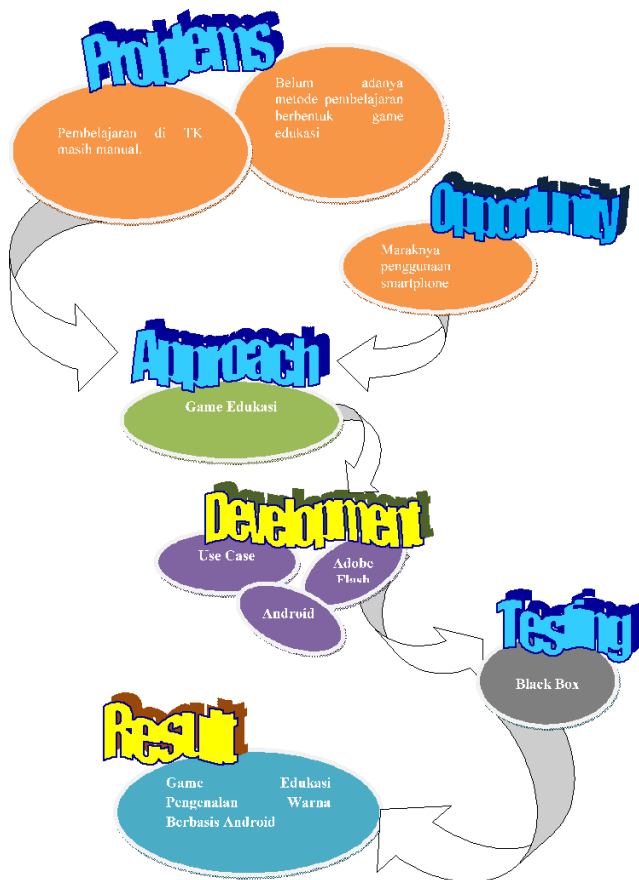 Problems
Pembelajaran di TK
masih manual.
Belum adanya
metode pembelajaran
berbentuk game
edukasi
Opportunity
Maraknya
penggunaan
smartphone
Approach
Game Edukasi
Development
Use Case
Adobe
Flash
Android
Testing
Black Box
Result
Game Edukasi
Pengenalan Warna
Berbasis Android